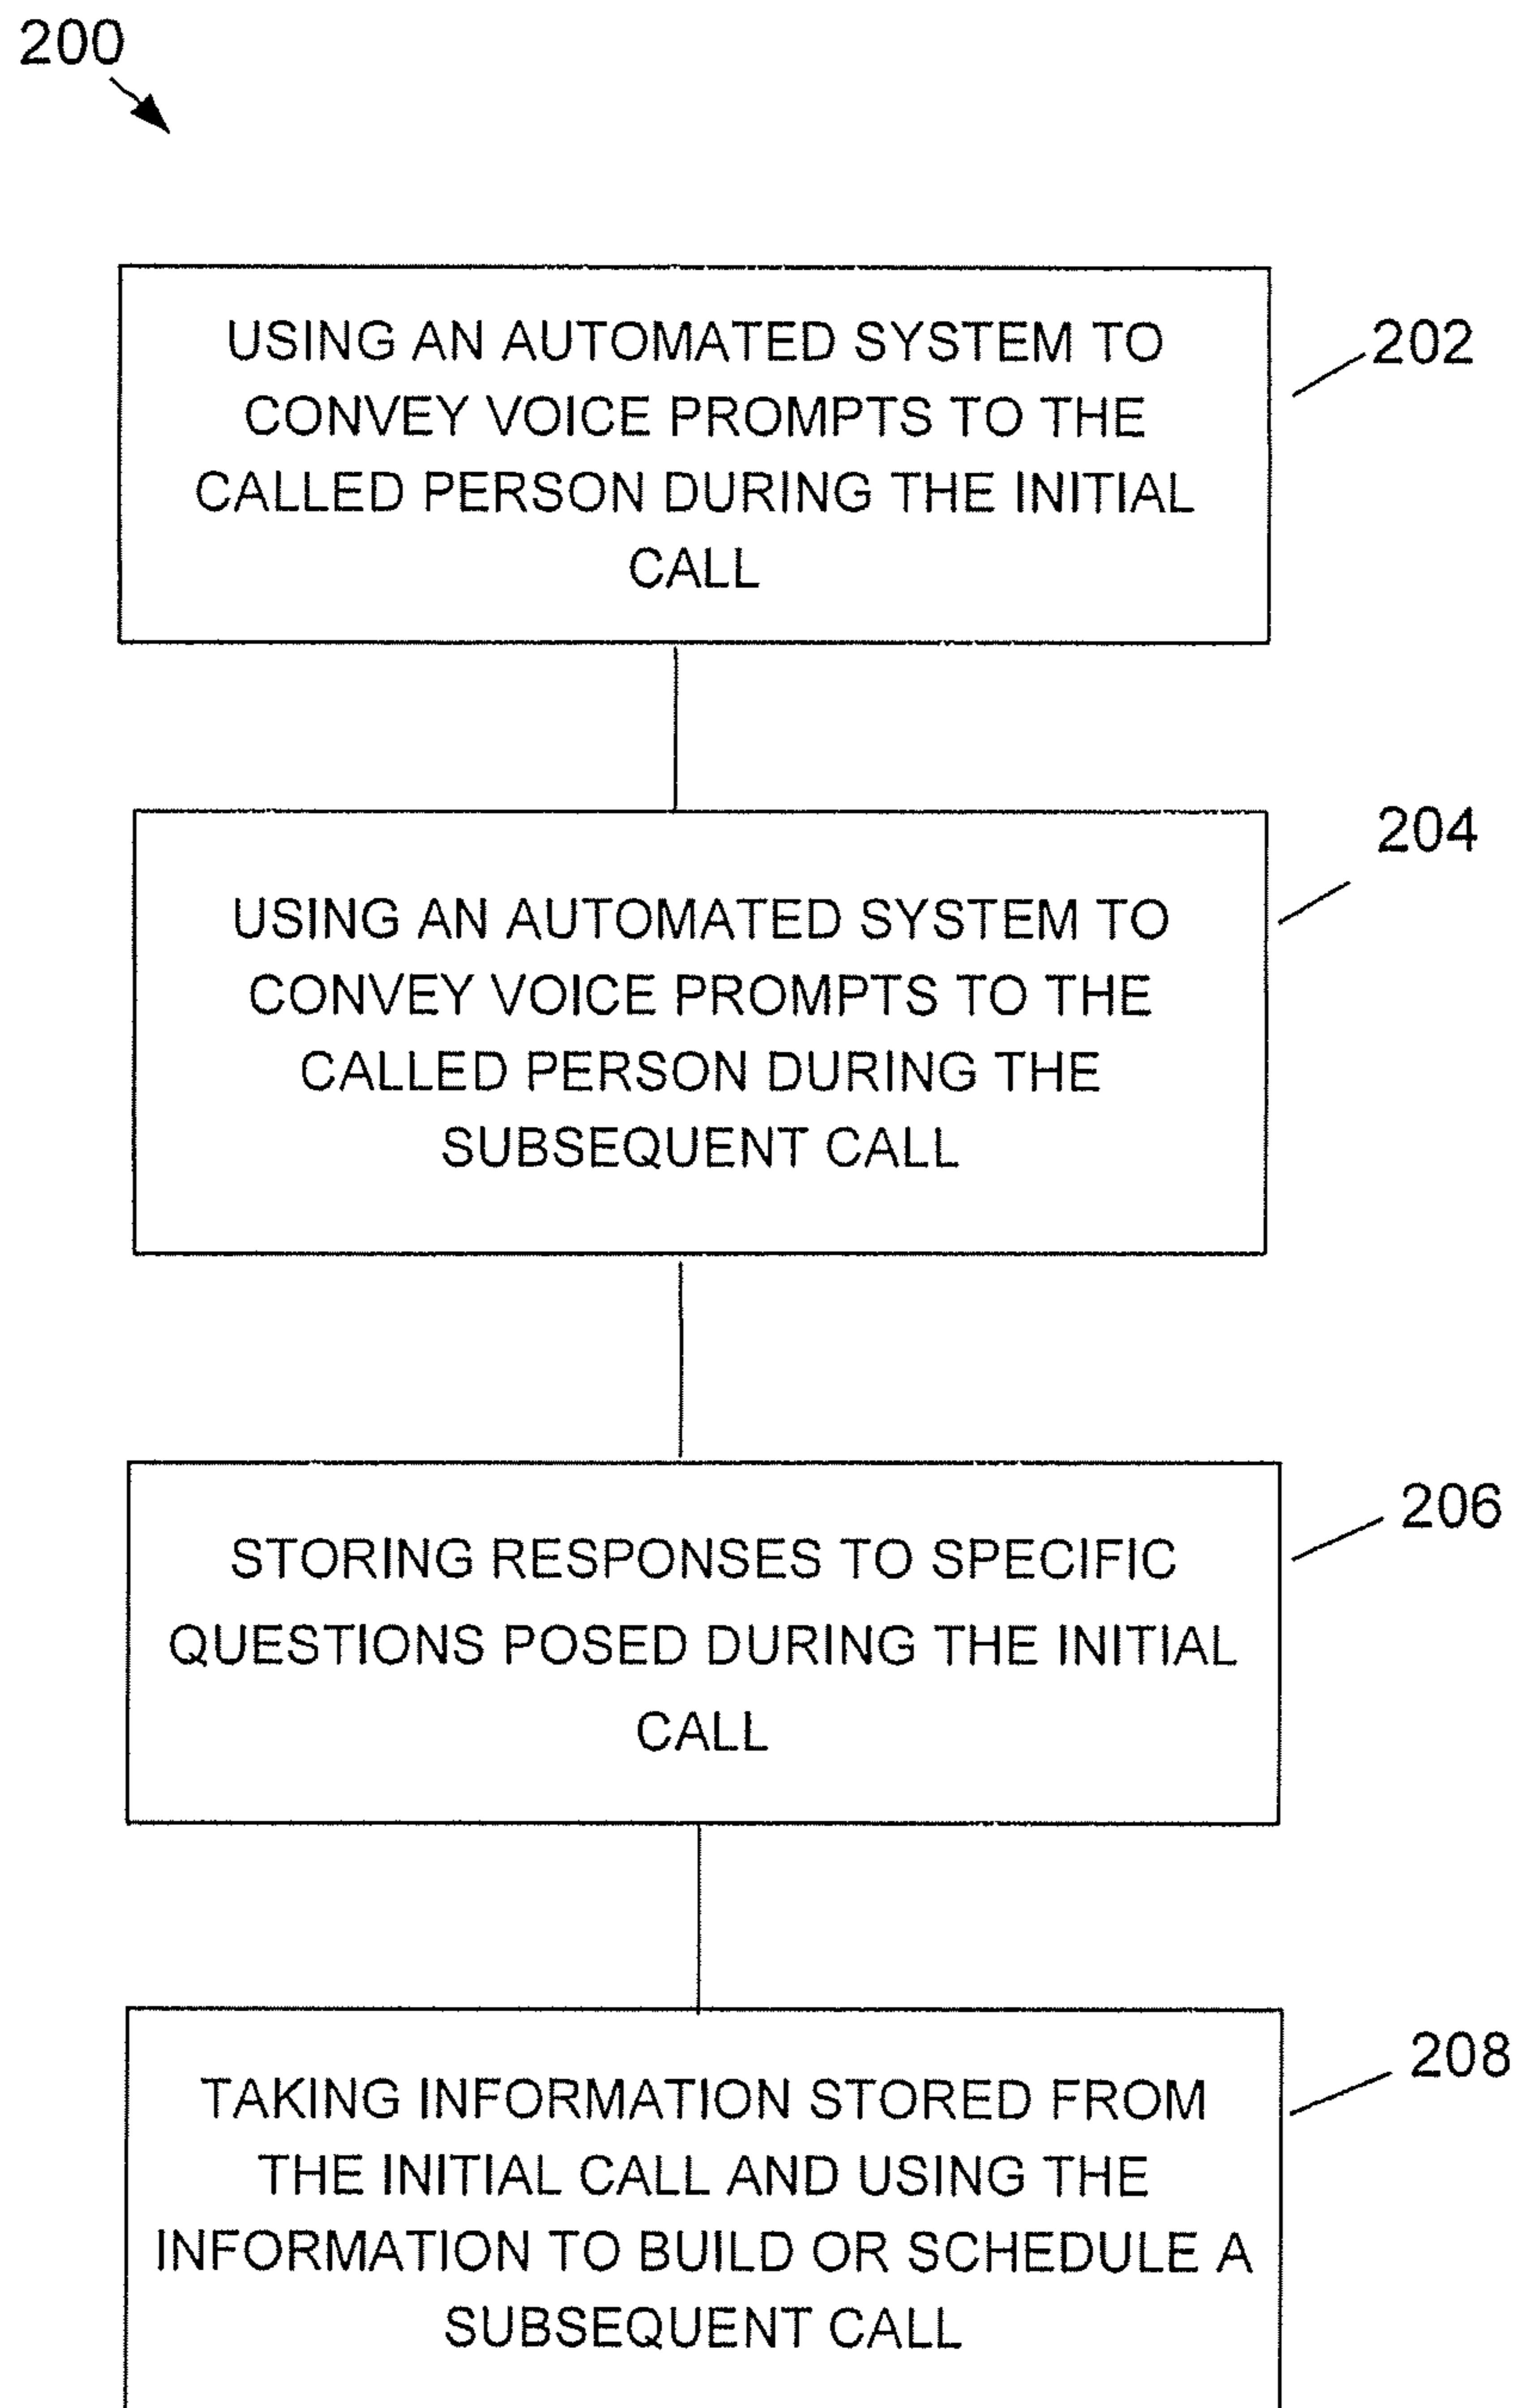 200
USING AN AUTOMATED SYSTEM TO
CONVEY VOICE PROMPTS TO THE
CALLED PERSON DURING THE INITIAL
CALL
202
USING AN AUTOMATED SYSTEM TO
CONVEY VOICE PROMPTS TO THE
CALLED PERSON DURING THE
SUBSEQUENT CALL
204
STORING RESPONSES TO SPECIFIC
QUESTIONS POSED DURING THE INITIAL
CALL
206
TAKING INFORMATION STORED FROM
THE INITIAL CALL AND USING THE
INFORMATION TO BUILD OR SCHEDULE A
SUBSEQUENT CALL
208